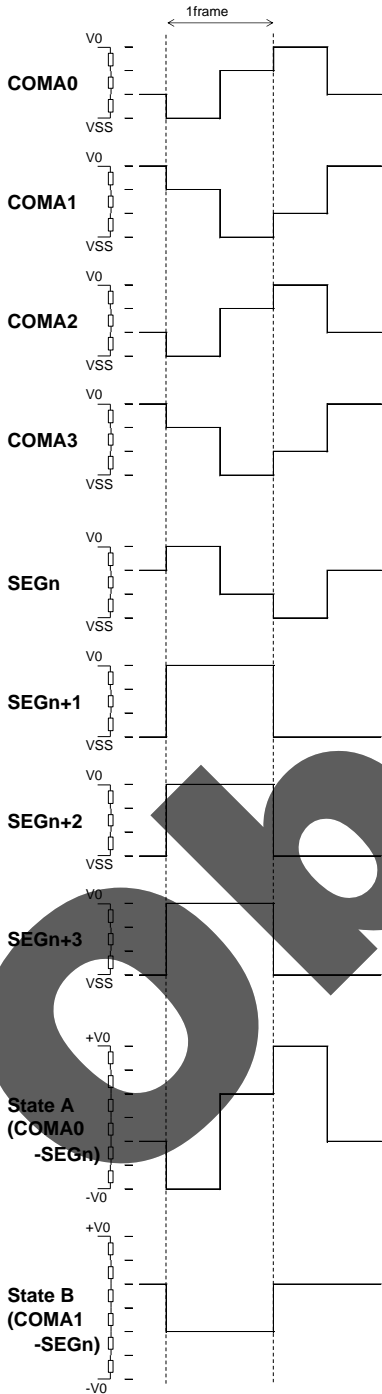 1frame
V0
COMA0
VSS
V0
COMA1
VSS
V0
COMA2
VSS
V0
COMA3
VSS
V0
SEGn
VSS
V0
SEGn+1
VSS
V0
SEGn+2
VSS
V0
SEGn+3
VSS
+V0
State A
(COMA0
-SEGn)
-V0
+V0
State B
(COMA1
-SEGn)
-V0